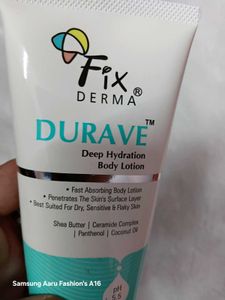 Fix®
DERMA
DURAVE™
Deep Hydration
Body Lotion
• Fast Absorbing Body Lotion
• Penetrates The Skin's Surface Layer
• Best Suited For Dry, Sensitive & Flaky Skin
Shea Butter | Ceramide Complex
| Panthenol | Coconut Oil
pH
5.5
Samsung Aaru Fashion's A16